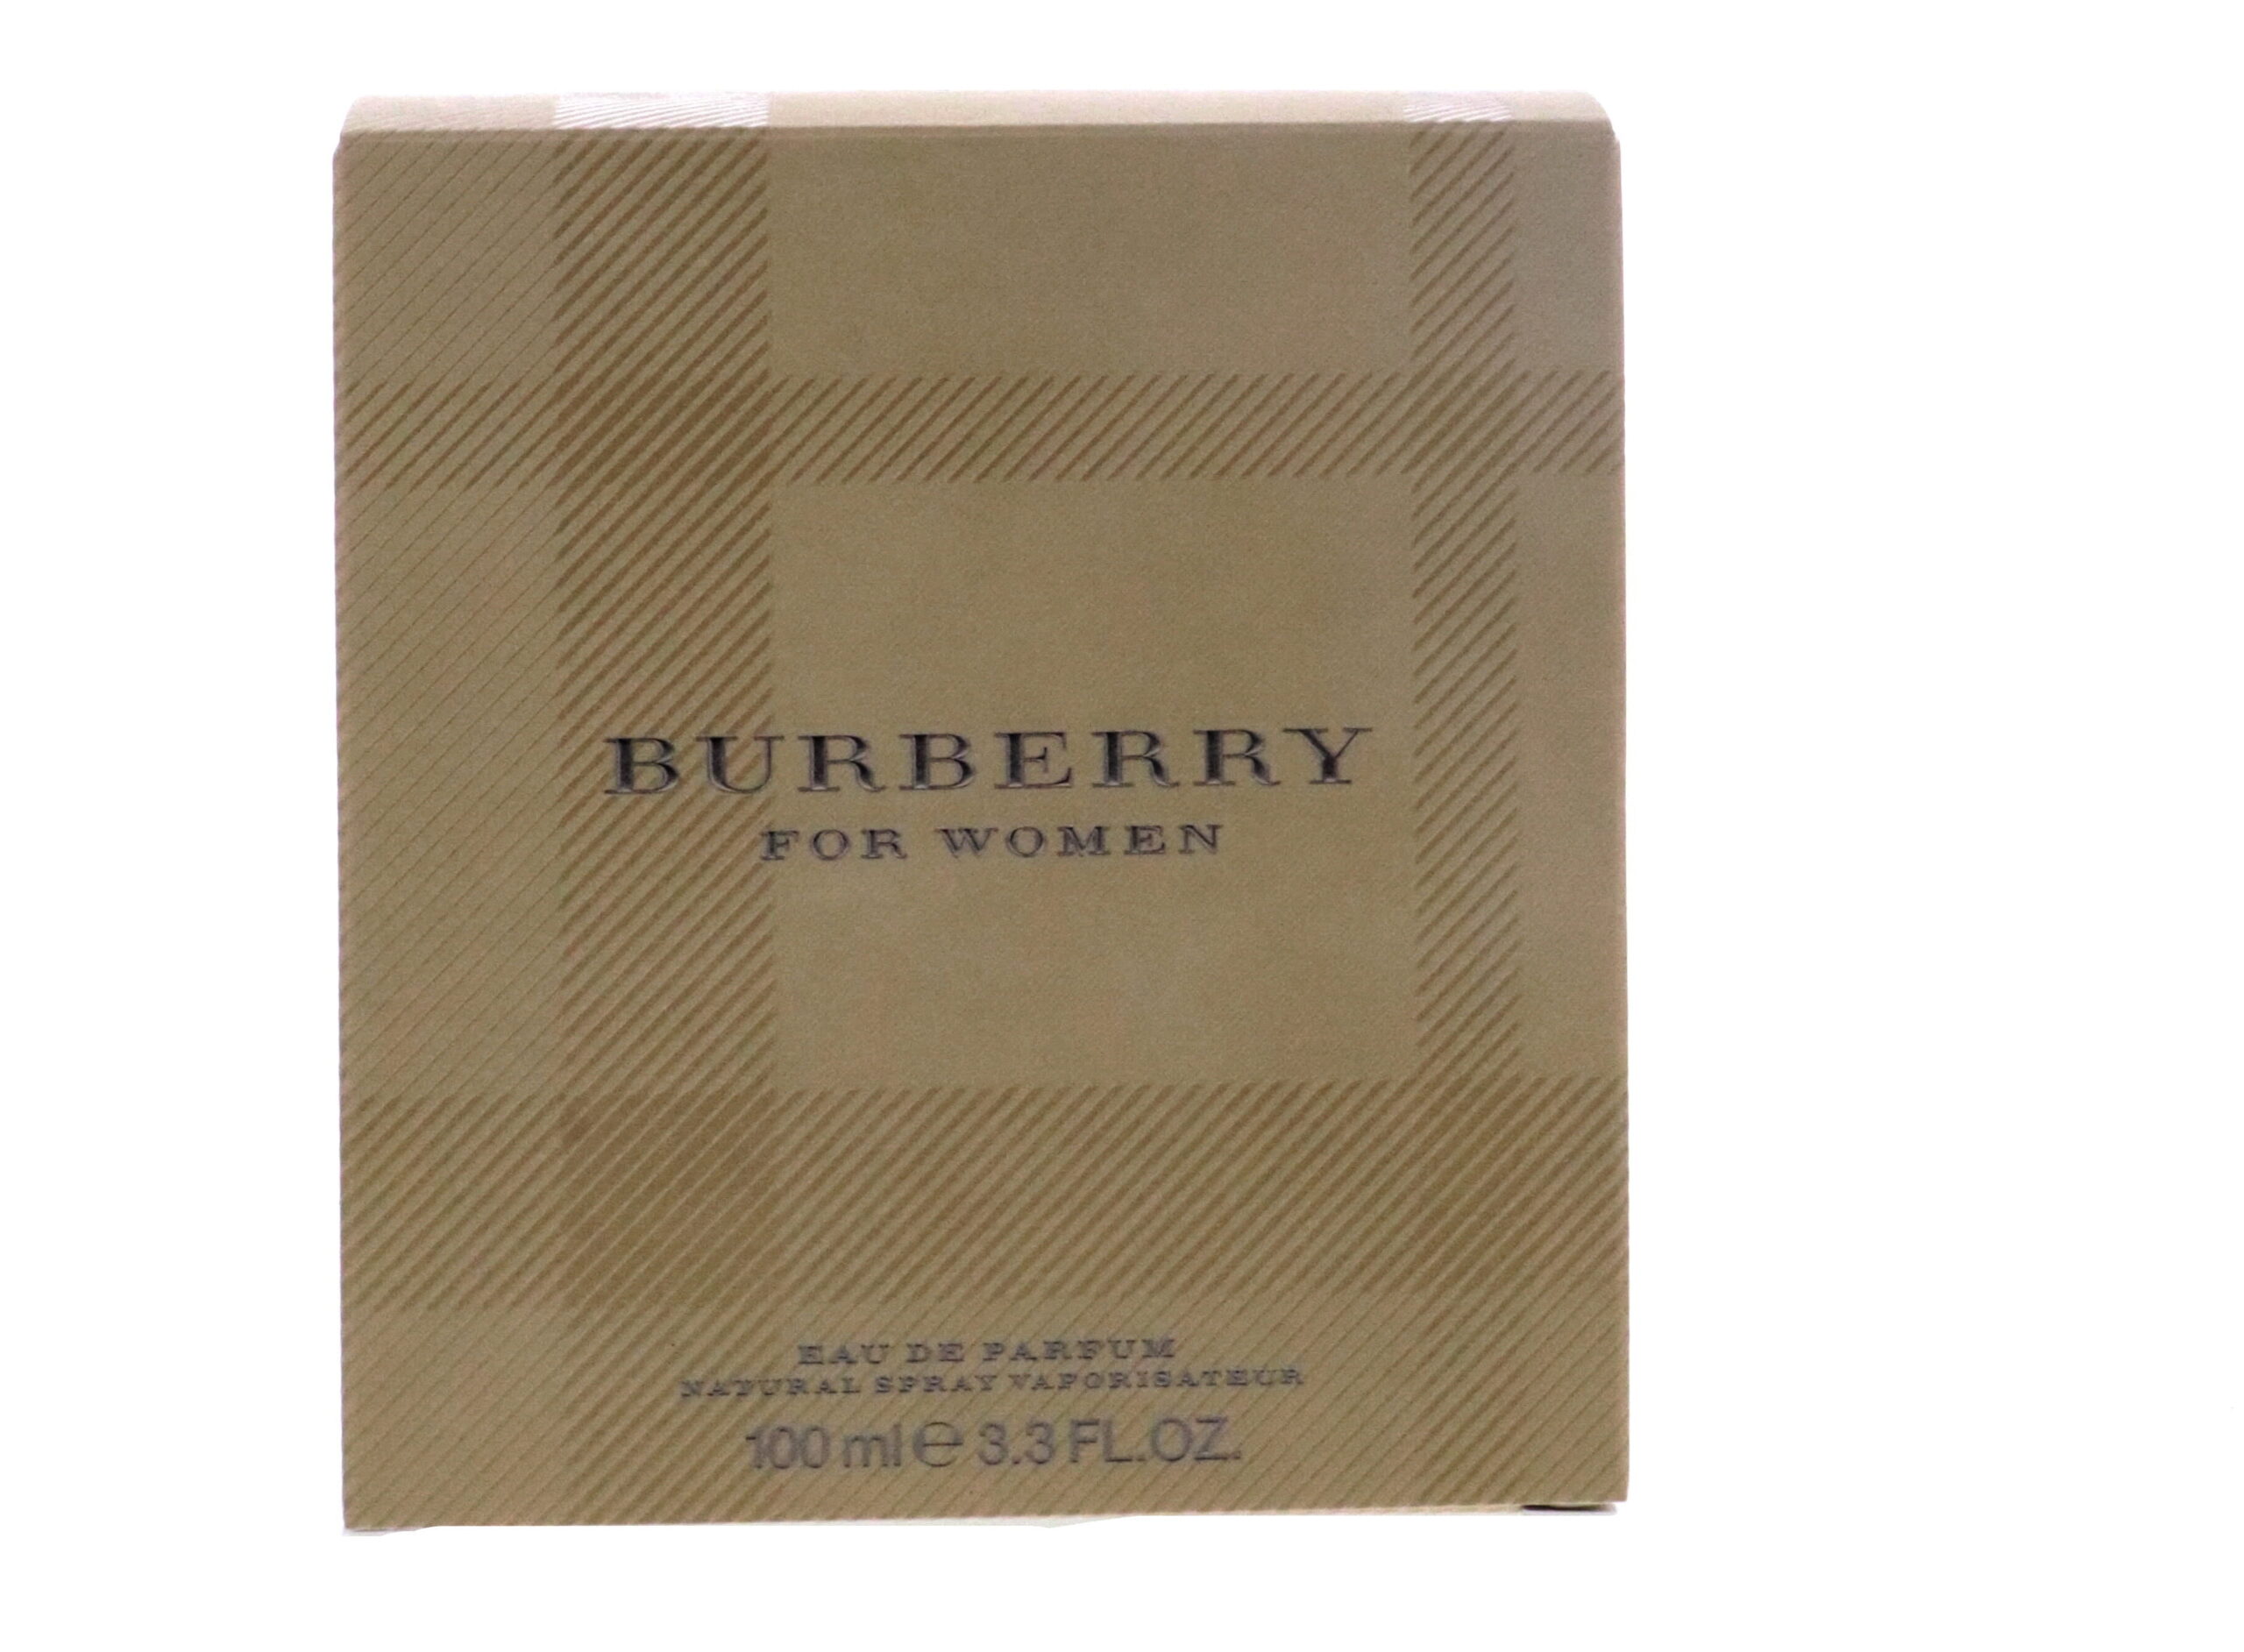 BURBERRY
FOR WOMEN
EAU DE PARFUM
NATURAL SPRAY VAPORISATEUR
100 ml ℮ 3.3 FL.OZ.